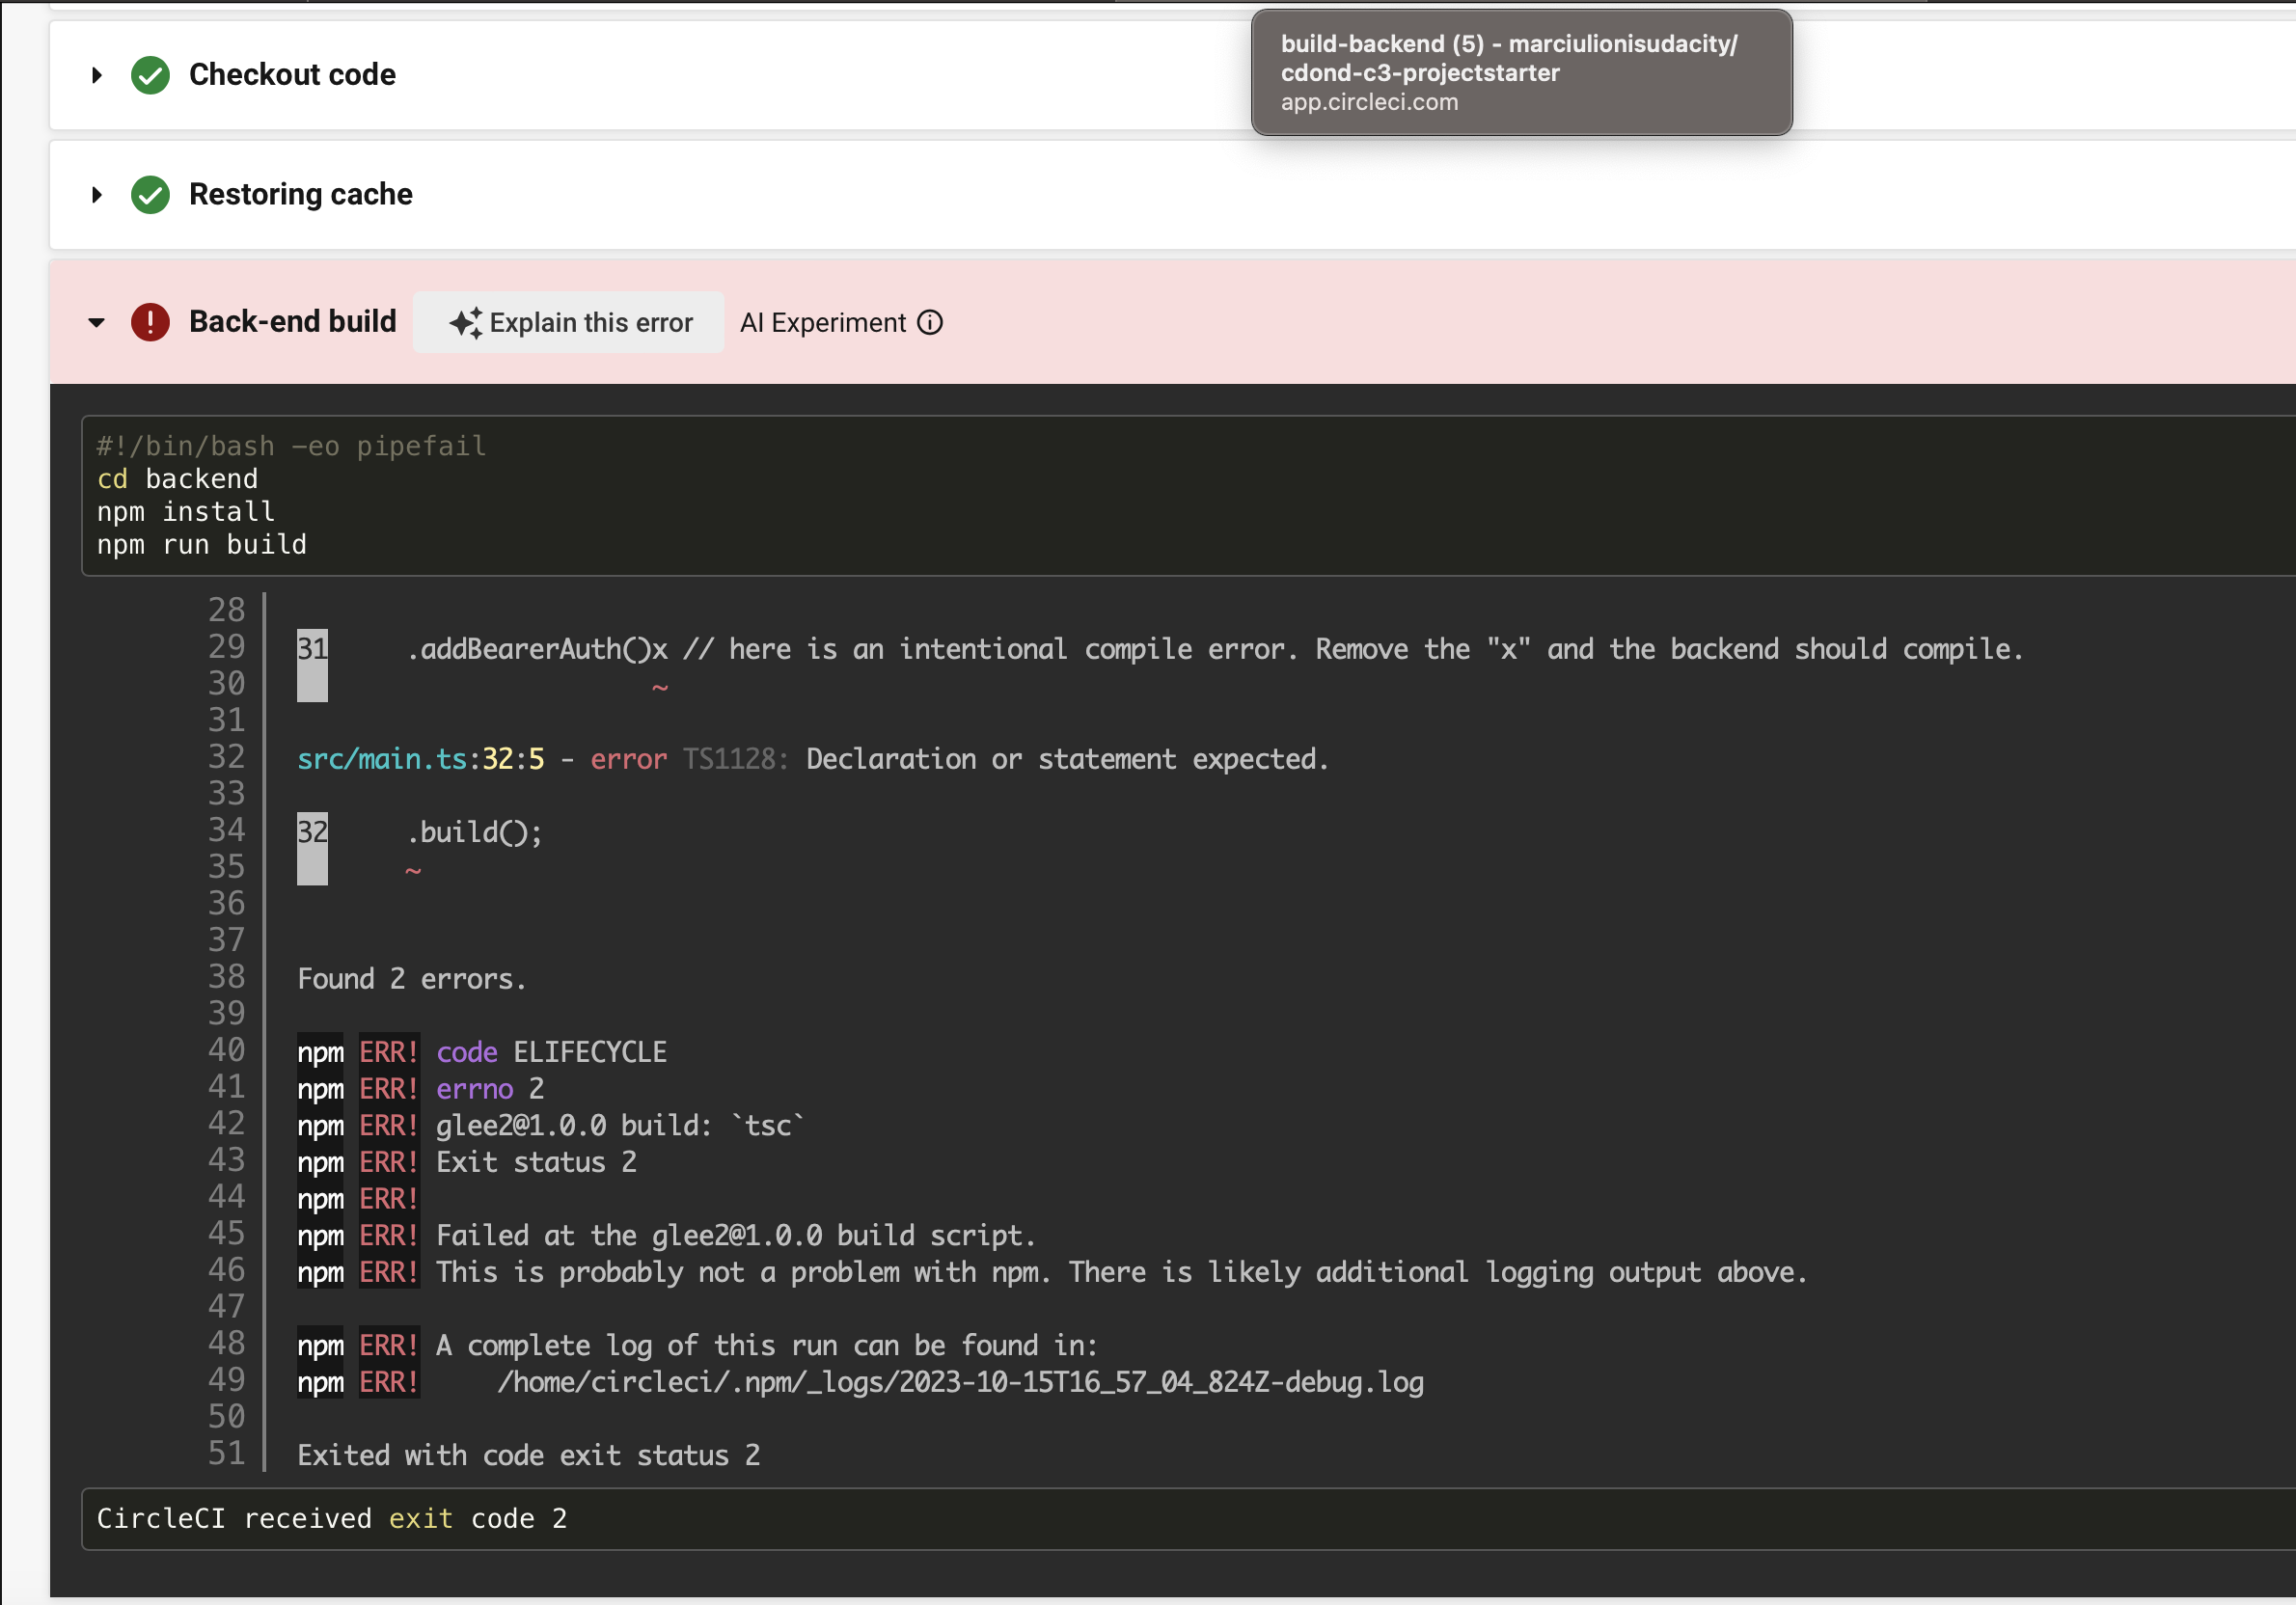 build-backend (5) - marciulionisudacity/
cdond-c3-projectstarter
app.circleci.com
Checkout code
Restoring cache
Back-end build Explain this error AI Experiment
#!/bin/bash -eo pipefail
cd backend
npm install
npm run build
28
29 31 .addBearerAuth()x // here is an intentional compile error. Remove the "x" and the backend should compile.
30 ~
31
32 src/main.ts:32:5 - error TS1128: Declaration or statement expected.
33
34 32 .build();
35 ~
36
37
38 Found 2 errors.
39
40 npm ERR! code ELIFECYCLE
41 npm ERR! errno 2
42 npm ERR! glee2@1.0.0 build: `tsc`
43 npm ERR! Exit status 2
44 npm ERR!
45 npm ERR! Failed at the glee2@1.0.0 build script.
46 npm ERR! This is probably not a problem with npm. There is likely additional logging output above.
47
48 npm ERR! A complete log of this run can be found in:
49 npm ERR! /home/circleci/.npm/_logs/2023-10-15T16_57_04_824Z-debug.log
50
51 Exited with code exit status 2
CircleCI received exit code 2